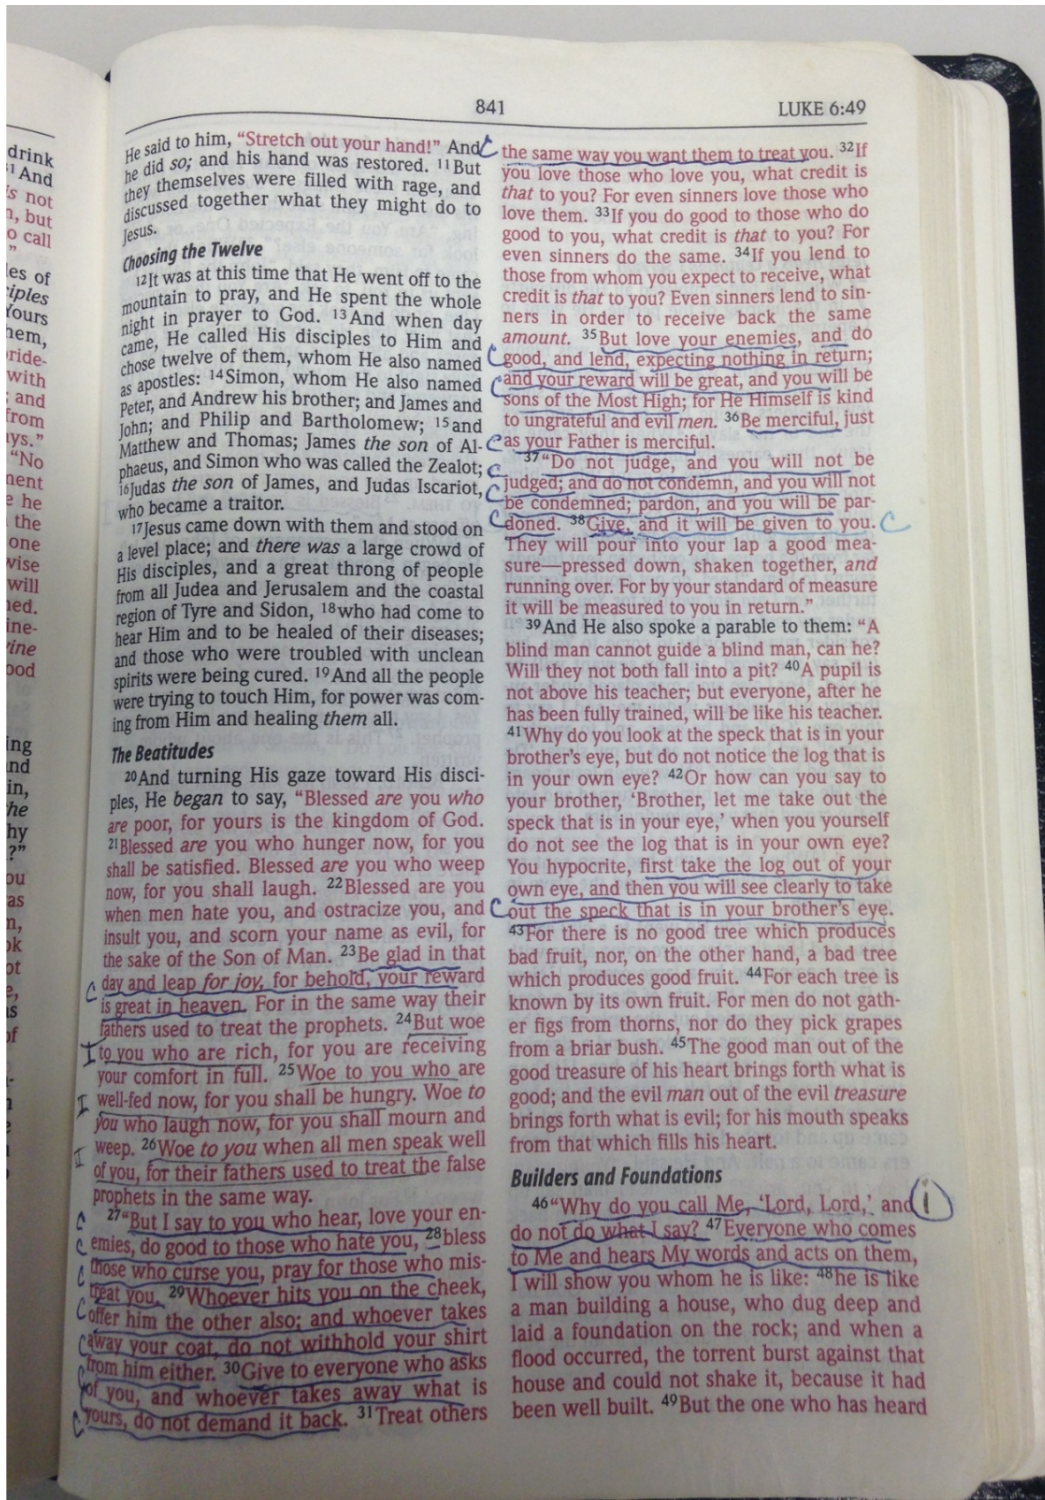 841
LUKE 6:49
drink
And
is not
but
call
les of
iples
Yours
hem,
pride-
with
and
from
ys."
"No
ment
he
the
one
wise
will
ned.
ine-
vine
ood
ing
nd
in,
the
hy
?"
ou
as
n,
ok
ot
e,
is
of
He said to him, "Stretch out your hand!" And
he did so; and his hand was restored. 11But
they themselves were filled with rage, and
discussed together what they might do to
Jesus.
Choosing the Twelve
12It was at this time that He went off to the
mountain to pray, and He spent the whole
night in prayer to God. 13And when day
came, He called His disciples to Him and
chose twelve of them, whom He also named
as apostles: 14Simon, whom He also named
Peter, and Andrew his brother; and James and
John; and Philip and Bartholomew; 15and
Matthew and Thomas; James the son of Al-
phaeus, and Simon who was called the Zealot;
16Judas the son of James, and Judas Iscariot,
who became a traitor.
17Jesus came down with them and stood on
a level place; and there was a large crowd of
His disciples, and a great throng of people
from all Judea and Jerusalem and the coastal
region of Tyre and Sidon, 18who had come to
hear Him and to be healed of their diseases;
and those who were troubled with unclean
spirits were being cured. 19And all the people
were trying to touch Him, for power was com-
ing from Him and healing them all.
The Beatitudes
20And turning His gaze toward His disci-
ples, He began to say, "Blessed are you who
are poor, for yours is the kingdom of God.
21Blessed are you who hunger now, for you
shall be satisfied. Blessed are you who weep
now, for you shall laugh. 22Blessed are you
when men hate you, and ostracize you, and
insult you, and scorn your name as evil, for
the sake of the Son of Man. 23Be glad in that
C day and leap for joy, for behold, your reward
is great in heaven. For in the same way their
fathers used to treat the prophets. 24But woe
I to you who are rich, for you are receiving
your comfort in full. 25Woe to you who are
I well-fed now, for you shall be hungry. Woe to
you who laugh now, for you shall mourn and
I weep. 26Woe to you when all men speak well
of you, for their fathers used to treat the false
prophets in the same way.
C 27"But I say to you who hear, love your en-
C emies, do good to those who hate you, 28bless
C those who curse you, pray for those who mis-
treat you. 29Whoever hits you on the cheek,
C offer him the other also; and whoever takes
C away your coat, do not withhold your shirt
C from him either. 30Give to everyone who asks
C of you, and whoever takes away what is
C yours, do not demand it back. 31Treat others
C the same way you want them to treat you. 32If
you love those who love you, what credit is
that to you? For even sinners love those who
love them. 33If you do good to those who do
good to you, what credit is that to you? For
even sinners do the same. 34If you lend to
those from whom you expect to receive, what
credit is that to you? Even sinners lend to sin-
ners in order to receive back the same
amount. 35But love your enemies, and do
C good, and lend, expecting nothing in return;
C and your reward will be great, and you will be
sons of the Most High; for He Himself is kind
to ungrateful and evil men. 36Be merciful, just
C as your Father is merciful.
C 37"Do not judge, and you will not be
C judged; and do not condemn, and you will not
be condemned; pardon, and you will be par-
C doned. 38Give, and it will be given to you. C
They will pour into your lap a good mea-
sure—pressed down, shaken together, and
running over. For by your standard of measure
it will be measured to you in return."
39And He also spoke a parable to them: "A
blind man cannot guide a blind man, can he?
Will they not both fall into a pit? 40A pupil is
not above his teacher; but everyone, after he
has been fully trained, will be like his teacher.
41Why do you look at the speck that is in your
brother's eye, but do not notice the log that is
in your own eye? 42Or how can you say to
your brother, 'Brother, let me take out the
speck that is in your eye,' when you yourself
do not see the log that is in your own eye?
You hypocrite, first take the log out of your
own eye, and then you will see clearly to take
C out the speck that is in your brother's eye.
43For there is no good tree which produces
bad fruit, nor, on the other hand, a bad tree
which produces good fruit. 44For each tree is
known by its own fruit. For men do not gath-
er figs from thorns, nor do they pick grapes
from a briar bush. 45The good man out of the
good treasure of his heart brings forth what is
good; and the evil man out of the evil treasure
brings forth what is evil; for his mouth speaks
from that which fills his heart.
Builders and Foundations
46"Why do you call Me, 'Lord, Lord,' and i
do not do what I say? 47Everyone who comes
to Me and hears My words and acts on them,
I will show you whom he is like: 48he is like
a man building a house, who dug deep and
laid a foundation on the rock; and when a
flood occurred, the torrent burst against that
house and could not shake it, because it had
been well built. 49But the one who has heard